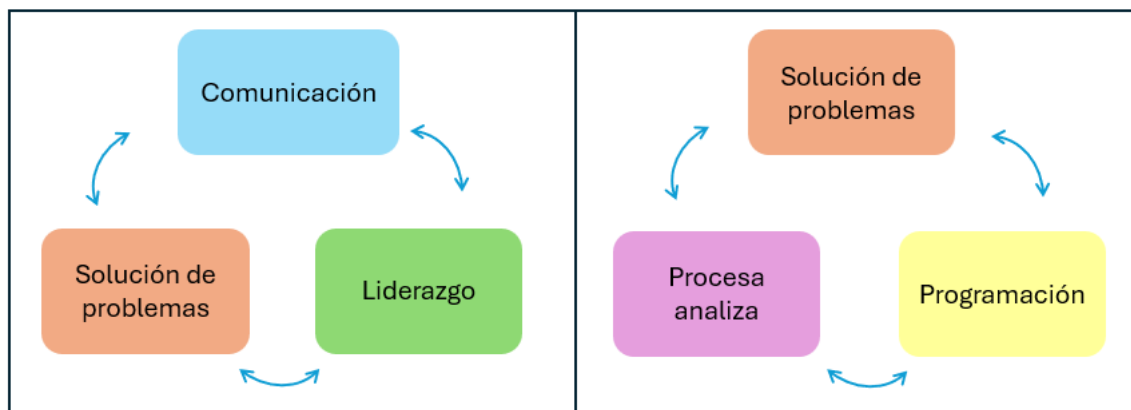 Comunicación
Solución de
problemas
Liderazgo
Solución de
problemas
Procesa
analiza
Programación